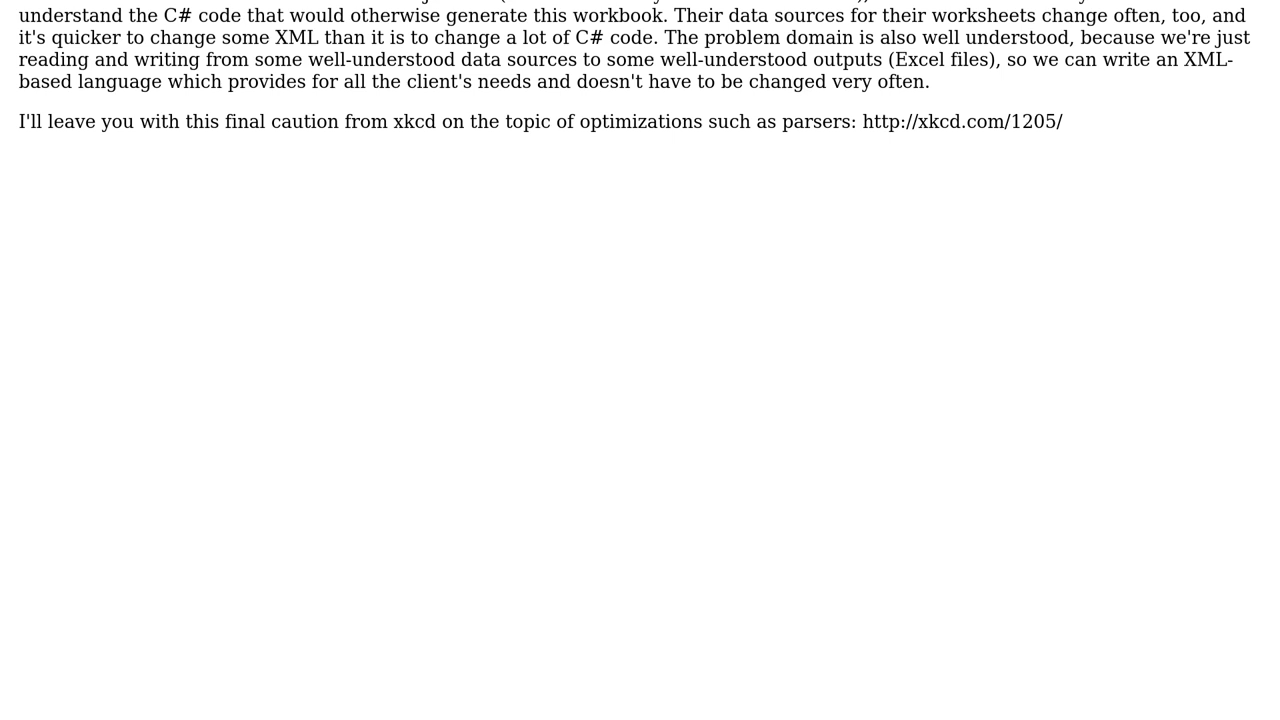 understand the C# code that would otherwise generate this workbook. Their data sources for their worksheets change often, too, and
it's quicker to change some XML than it is to change a lot of C# code. The problem domain is also well understood, because we're just
reading and writing from some well-understood data sources to some well-understood outputs (Excel files), so we can write an XML-
based language which provides for all the client's needs and doesn't have to be changed very often.
I'll leave you with this final caution from xkcd on the topic of optimizations such as parsers: http://xkcd.com/1205/